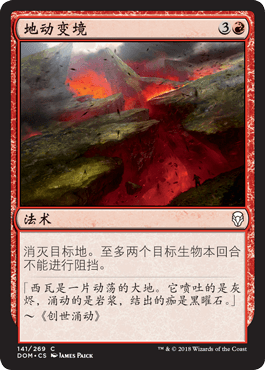 地动变境 3
法术
消灭目标地。至多两个目标生物本回合
不能进行阻挡。
「西瓦是一片动荡的大地。它喷吐的是灰
烬，涌动的是岩浆，结出的痂是黑曜石。」
～《创世涌动》
141/269 C
DOM • CS JAMES PAICK
™ & © 2018 Wizards of the Coast